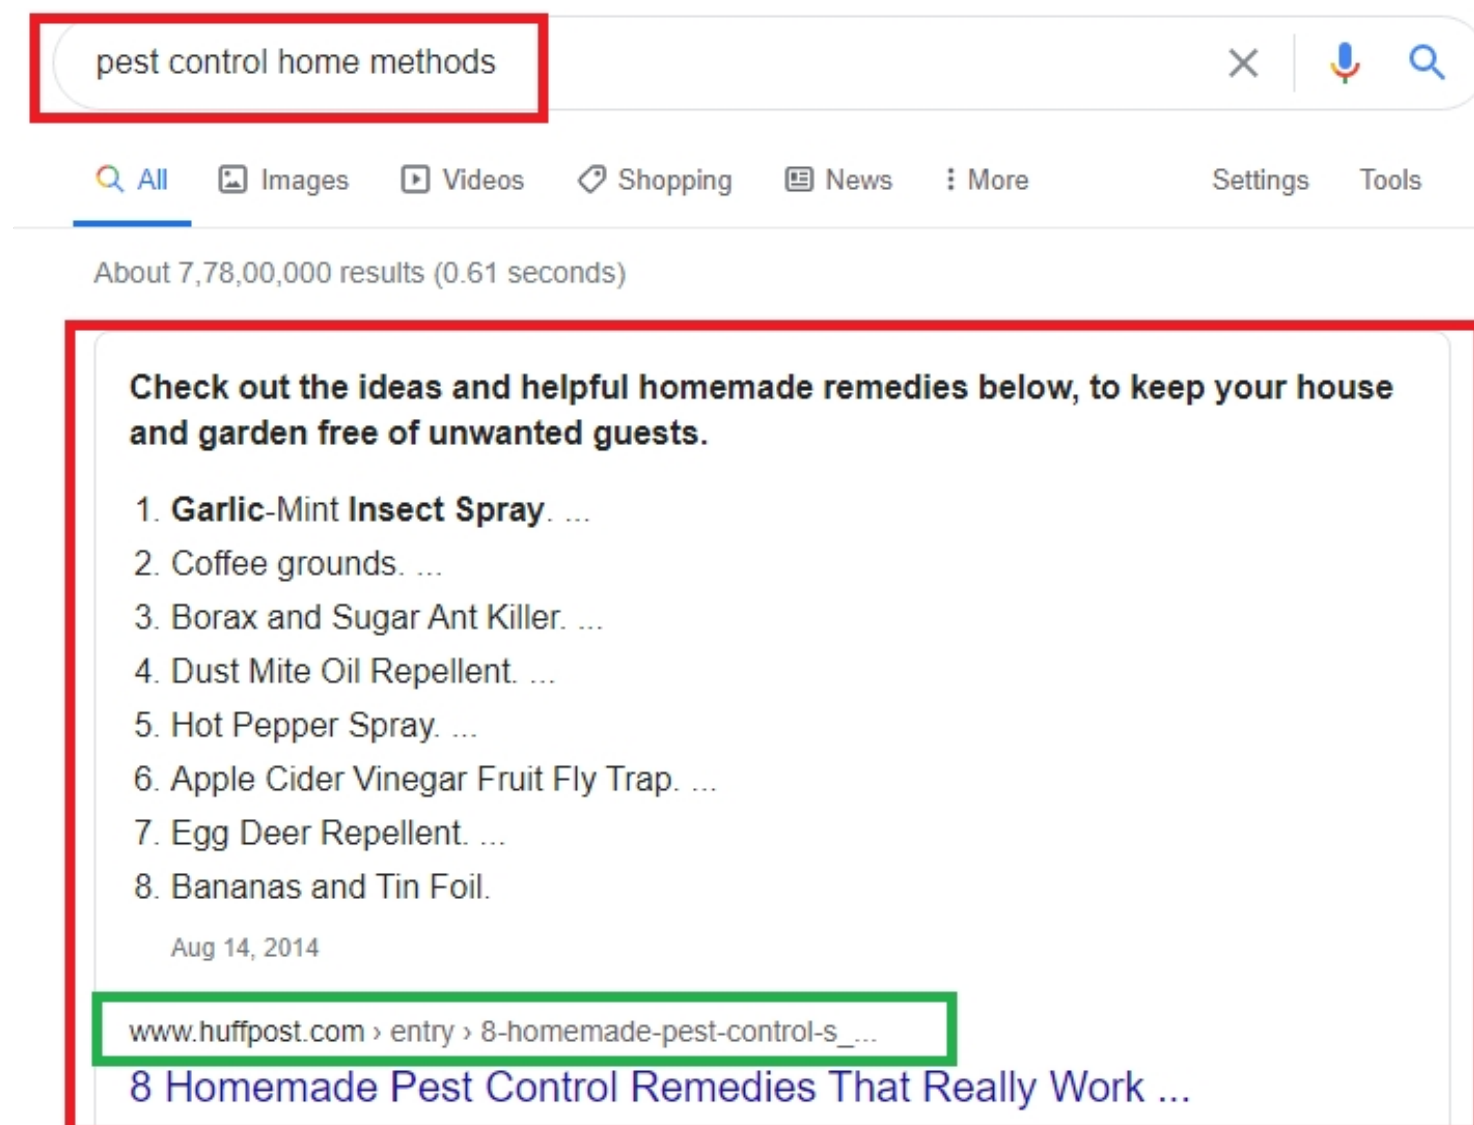 pest control home methods
All Images Videos Shopping News More Settings Tools
About 7,78,00,000 results (0.61 seconds)
Check out the ideas and helpful homemade remedies below, to keep your house
and garden free of unwanted guests.
1. Garlic-Mint Insect Spray. ...
2. Coffee grounds. ...
3. Borax and Sugar Ant Killer. ...
4. Dust Mite Oil Repellent. ...
5. Hot Pepper Spray. ...
6. Apple Cider Vinegar Fruit Fly Trap. ...
7. Egg Deer Repellent. ...
8. Bananas and Tin Foil.
Aug 14, 2014
www.huffpost.com › entry › 8-homemade-pest-control-s_...
8 Homemade Pest Control Remedies That Really Work ...